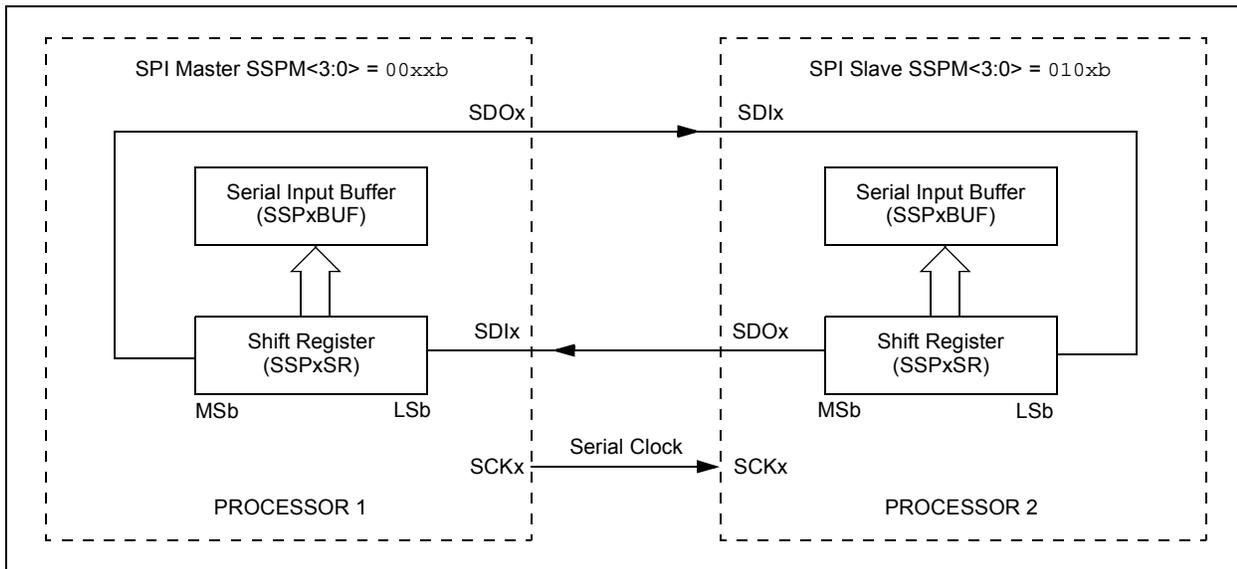 SPI Master SSPM<3:0> = 00xxb
SPI Slave SSPM<3:0> = 010xb
SDOx
SDIx
Serial Input Buffer
(SSPxBUF)
Serial Input Buffer
(SSPxBUF)
SDIx
SDOx
Shift Register
(SSPxSR)
Shift Register
(SSPxSR)
MSb
LSb
MSb
LSb
Serial Clock
SCKx
SCKx
PROCESSOR 1
PROCESSOR 2